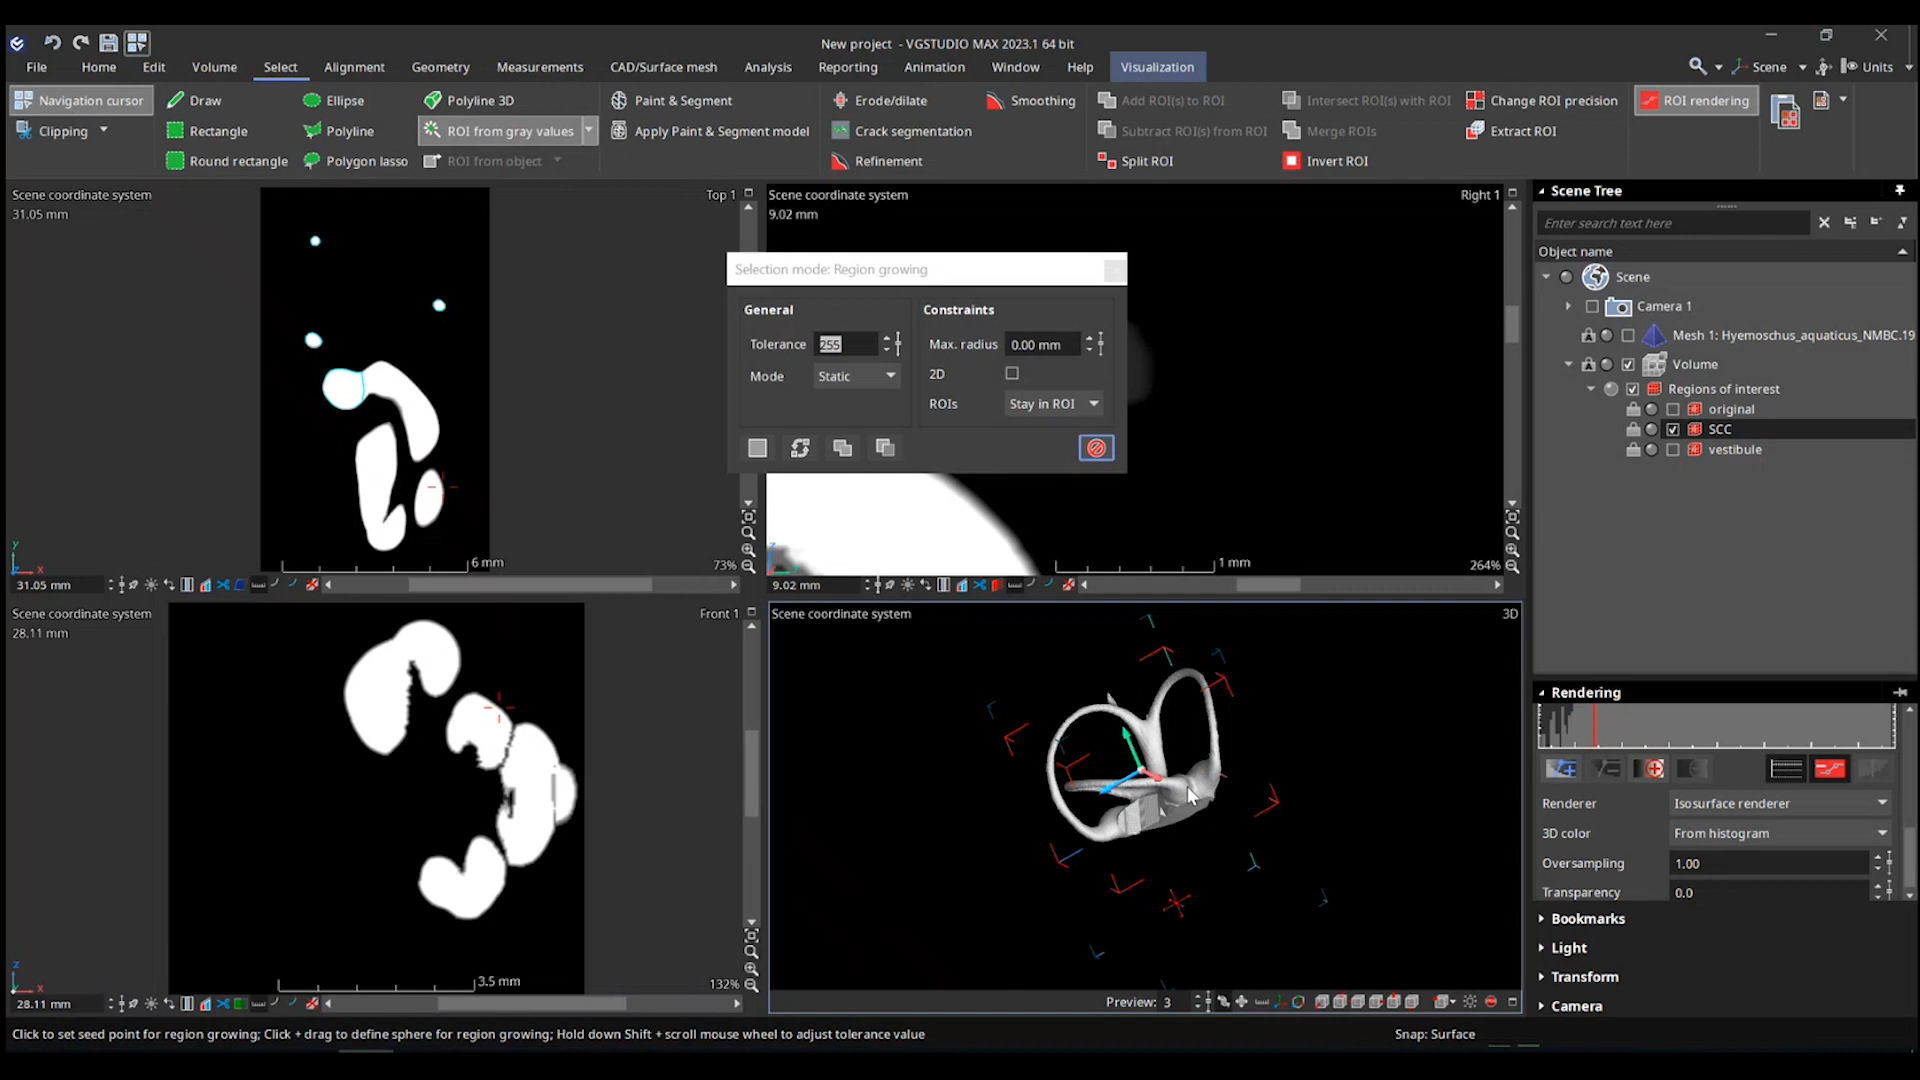 New project - VGSTUDIO MAX 2023.1 64 bit
File Home Edit Volume Select Alignment Geometry Measurements CAD/Surface mesh Analysis Reporting Animation Window Help Visualization Scene Units
Navigation cursor Draw Ellipse Polyline 3D Paint & Segment Erode/dilate Smoothing Add ROI(s) to ROI Intersect ROI(s) with ROI Change ROI precision ROI rendering
Clipping Rectangle Polyline ROI from gray values Apply Paint & Segment model Crack segmentation Subtract ROI(s) from ROI Merge ROIs Extract ROI
Round rectangle Polygon lasso ROI from object Refinement Split ROI Invert ROI
Scene coordinate system Top 1
31.05 mm
6 mm
73%
31.05 mm
Scene coordinate system Right 1
9.02 mm
1 mm
264%
9.02 mm
Selection mode: Region growing
General Constraints
Tolerance 255 Max. radius 0.00 mm
Mode Static 2D
ROIs Stay in ROI
Scene coordinate system Front 1
28.11 mm
3.5 mm
132%
28.11 mm
Scene coordinate system 3D
Preview: 3
Scene Tree
Enter search text here
Object name
Scene
Camera 1
Mesh 1: Hyemoschus_aquaticus_NMBC.19
Volume
Regions of interest
original
SCC
vestibule
Rendering
Renderer Isosurface renderer
3D color From histogram
Oversampling 1.00
Transparency 0.0
Bookmarks
Light
Transform
Camera
Click to set seed point for region growing; Click + drag to define sphere for region growing; Hold down Shift + scroll mouse wheel to adjust tolerance value Snap: Surface